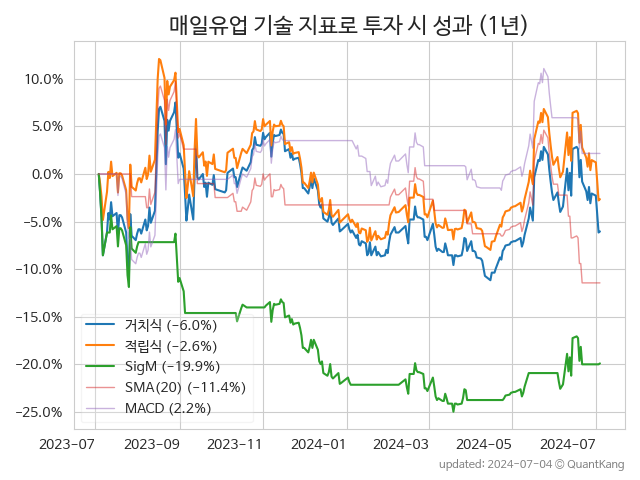 매일유업 기술 지표로 투자 시 성과 (1년)
10.0%
5.0%
0.0%
−5.0%
−10.0%
−15.0%
−20.0%
−25.0%
거치식 (−6.0%)
적립식 (−2.6%)
SigM (−19.9%)
SMA(20) (−11.4%)
MACD (2.2%)
2023-07 2023-09 2023-11 2024-01 2024-03 2024-05 2024-07
updated: 2024-07-04 ⓒ QuantKang